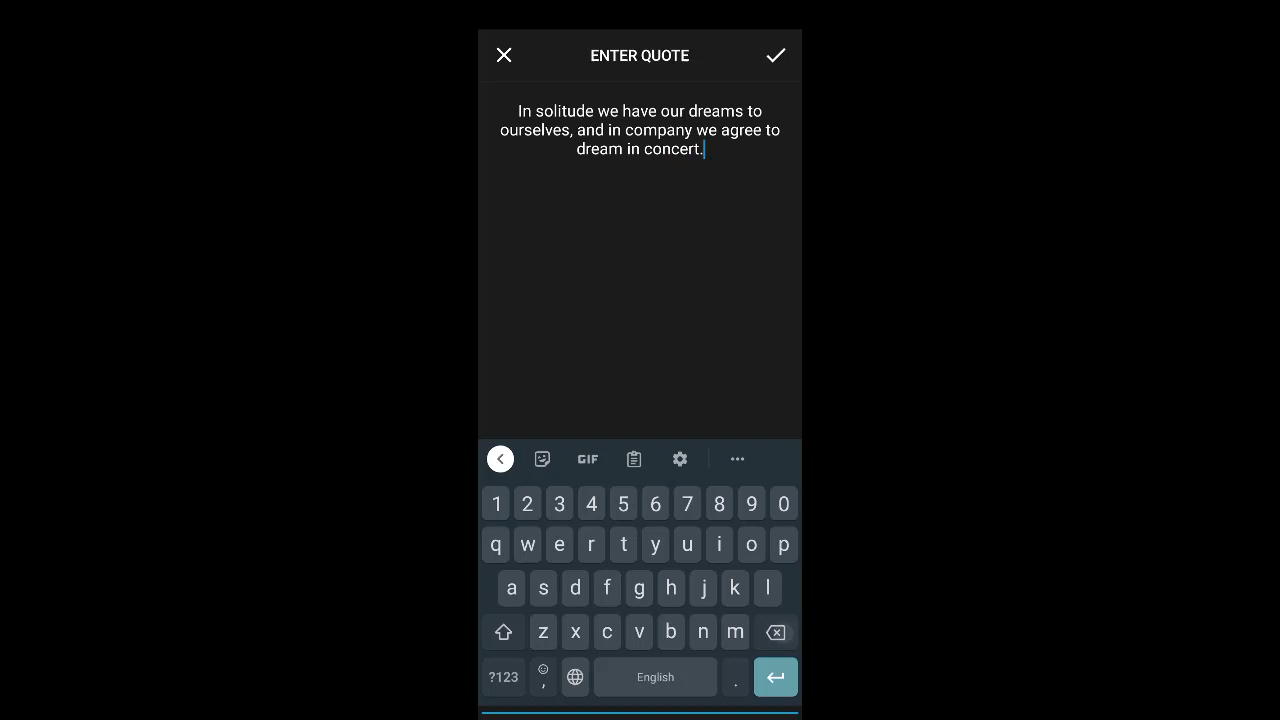 ENTER QUOTE
In solitude we have our dreams to
ourselves, and in company we agree to
dream in concert.
GIF
1 2 3 4 5 6 7 8 9 0
q w e r t y u i o p
a s d f g h j k l
z x c v b n m
?123 , English .